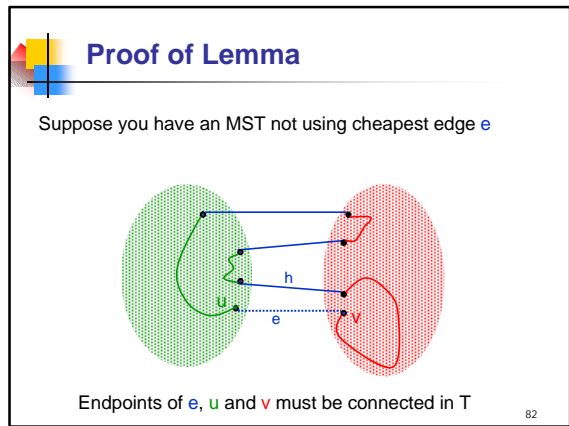 Proof of Lemma
Suppose you have an MST not using cheapest edge e
h
u
e
v
Endpoints of e, u and v must be connected in T
82